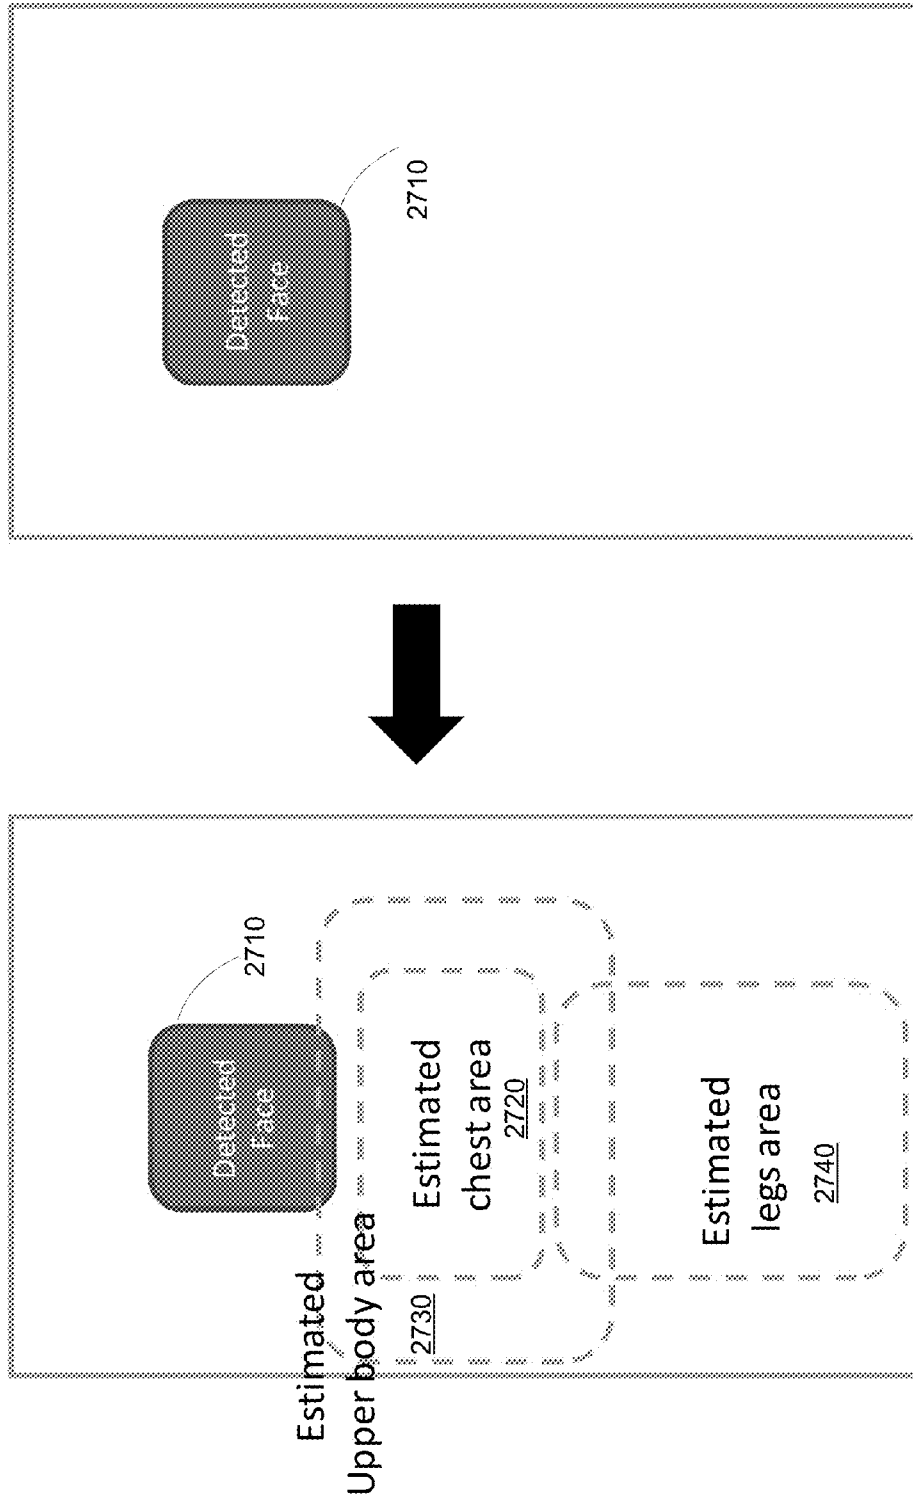 Detected
Face
2710
Detected
Face
2710
Estimated
Upper body area
2730
Estimated
chest area
2720
Estimated
legs area
2740